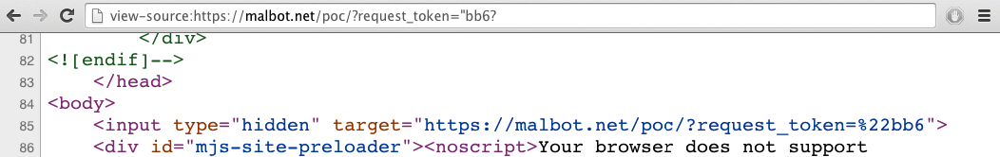 view-source:https://malbot.net/poc/?request_token="bb6?
81 </div>
82 <![endif]-->
83 </head>
84 <body>
85 <input type="hidden" target="https://malbot.net/poc/?request_token=%22bb6">
86 <div id="mjs-site-preloader"><noscript>Your browser does not support